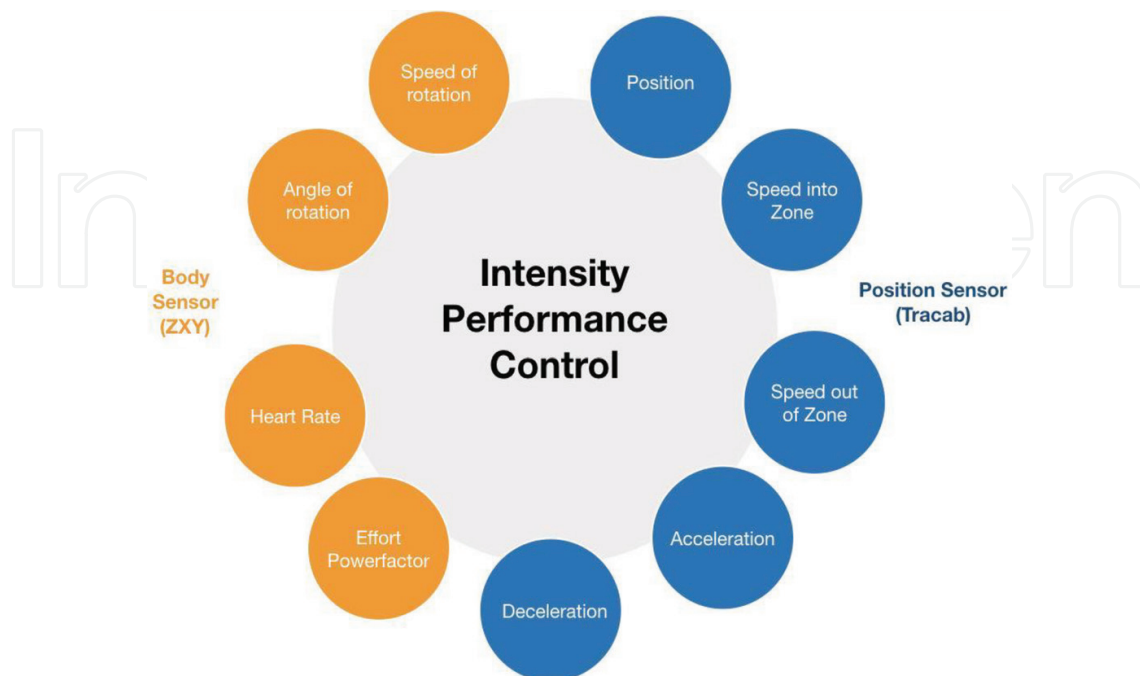 Speed of
rotation
Position
Angle of
rotation
Speed into
Zone
Intensity
Performance
Control
Body
Sensor
(ZXY)
Position Sensor
(Tracab)
Heart Rate
Speed out
of Zone
Effort
Powerfactor
Acceleration
Deceleration